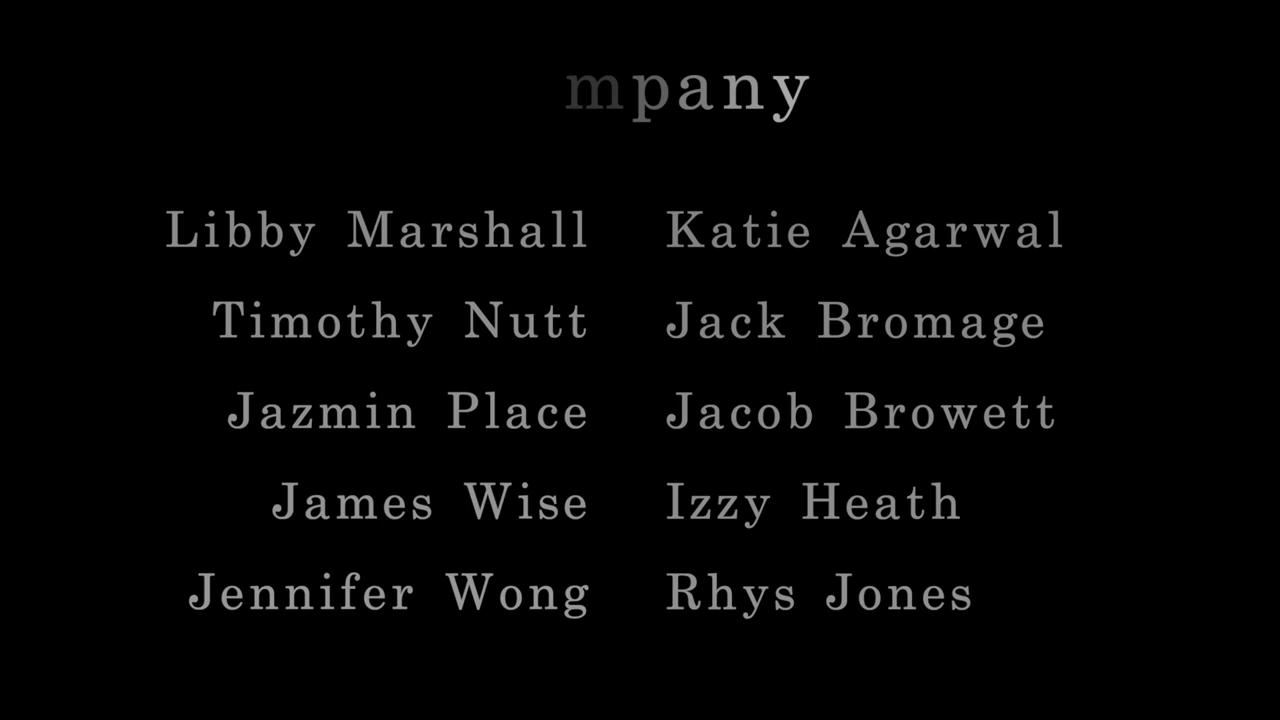 mpany
Libby Marshall Katie Agarwal
Timothy Nutt Jack Bromage
Jazmin Place Jacob Browett
James Wise Izzy Heath
Jennifer Wong Rhys Jones